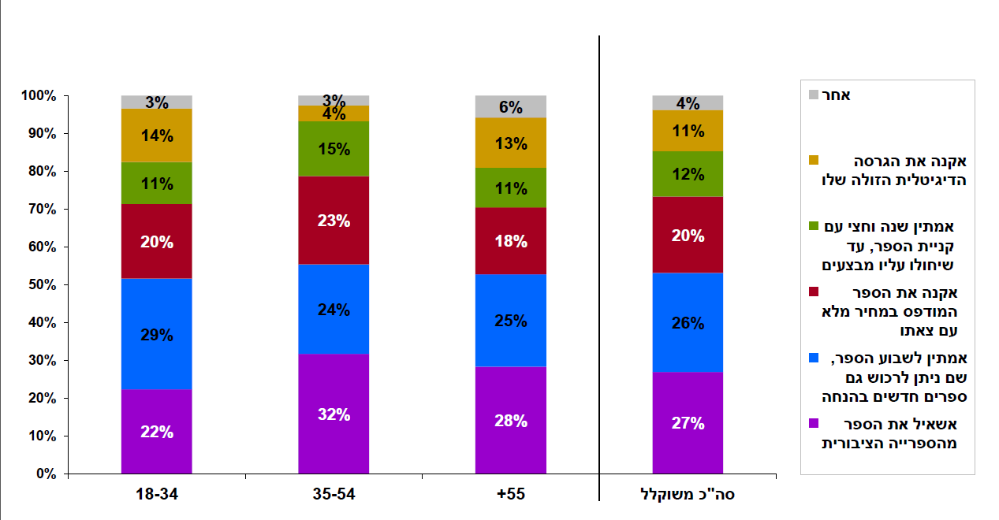 100%
90%
80%
70%
60%
50%
40%
30%
20%
10%
0%
3%
14%
11%
20%
29%
22%
3%
4%
15%
23%
24%
32%
6%
13%
11%
18%
25%
28%
4%
11%
12%
20%
26%
27%
18-34
35-54
+55
סה"כ משוקלל
אחר
אקנה את הגרסה
הדיגיטלית הזולה שלו
אמתין שנה וחצי עם
קניית הספר, עד
שיחולו עליו מבצעים
אקנה את הספר
המודפס במחיר מלא
עם צאתו
אמתין לשבוע הספר,
שם ניתן לרכוש גם
ספרים חדשים בהנחה
אשאיל את הספר
מהספרייה הציבורית